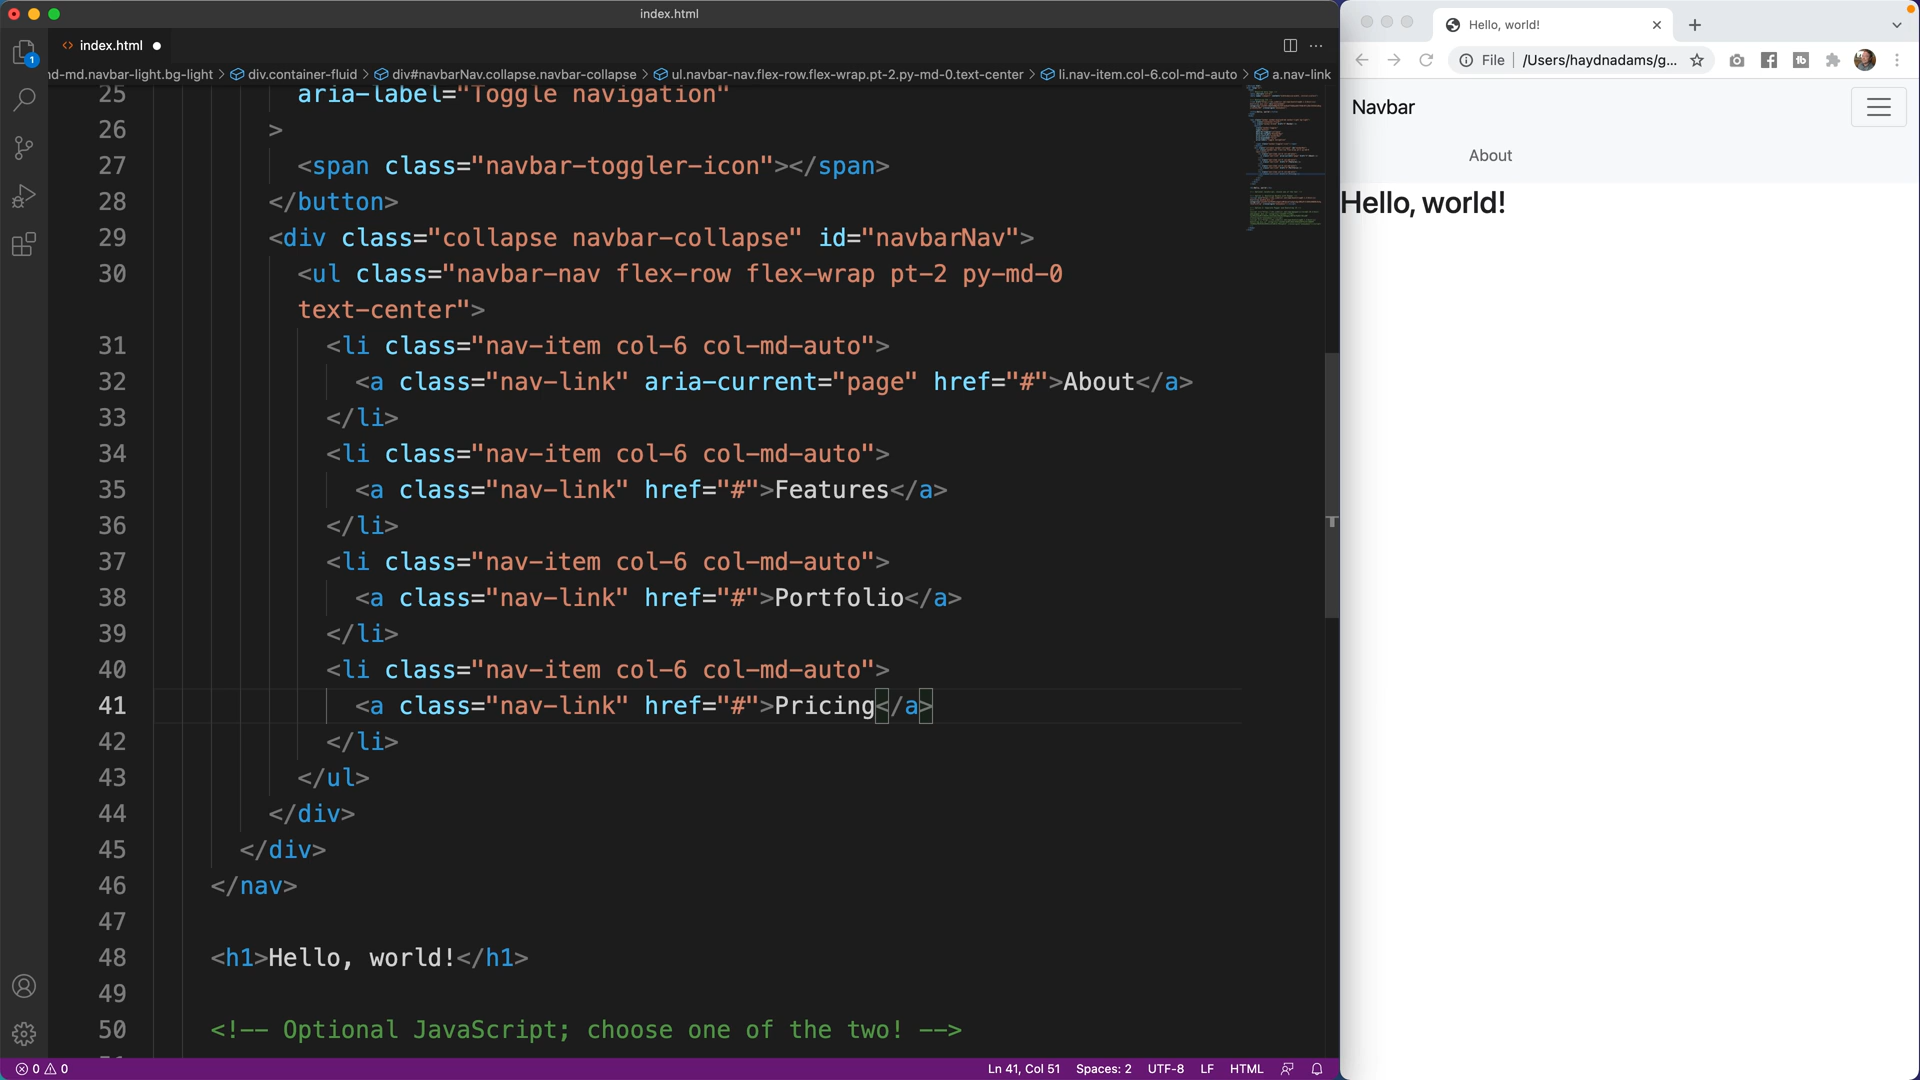 index.html
index.html
1
nd-md.navbar-light.bg-light > div.container-fluid > div#navbarNav.collapse.navbar-collapse > ul.navbar-nav.flex-row.flex-wrap.pt-2.py-md-0.text-center > li.nav-item.col-6.col-md-auto > a.nav-link
25 aria-label="Toggle navigation"
26 >
27 <span class="navbar-toggler-icon"></span>
28 </button>
29 <div class="collapse navbar-collapse" id="navbarNav">
30 <ul class="navbar-nav flex-row flex-wrap pt-2 py-md-0
text-center">
31 <li class="nav-item col-6 col-md-auto">
32 <a class="nav-link" aria-current="page" href="#">About</a>
33 </li>
34 <li class="nav-item col-6 col-md-auto">
35 <a class="nav-link" href="#">Features</a>
36 </li>
37 <li class="nav-item col-6 col-md-auto">
38 <a class="nav-link" href="#">Portfolio</a>
39 </li>
40 <li class="nav-item col-6 col-md-auto">
41 <a class="nav-link" href="#">Pricing</a>
42 </li>
43 </ul>
44 </div>
45 </div>
46 </nav>
47
48 <h1>Hello, world!</h1>
49
50 <!-- Optional JavaScript; choose one of the two! -->
0 0
Ln 41, Col 51 Spaces: 2 UTF-8 LF HTML
Hello, world!
File /Users/haydnadams/g...
Navbar
About
Hello, world!